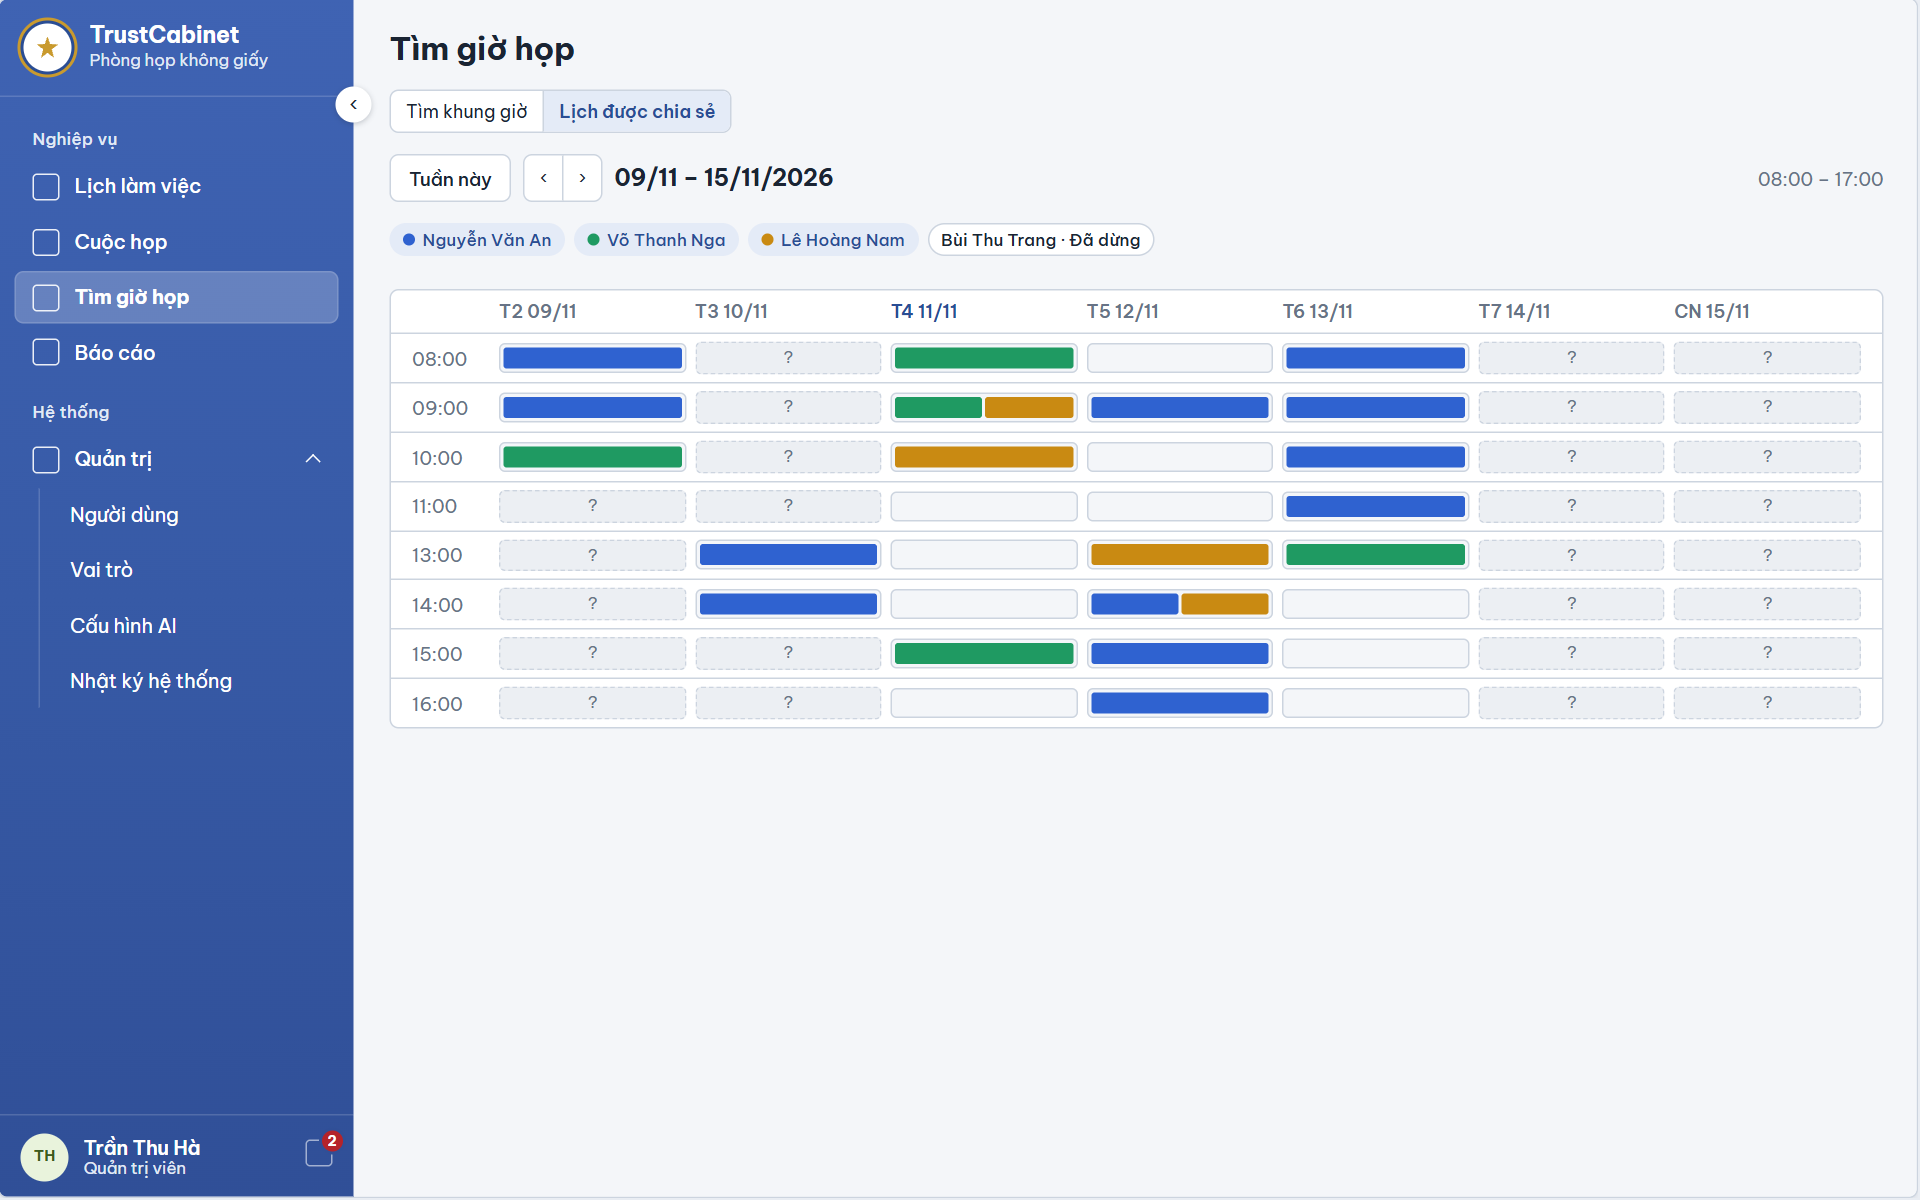 TrustCabinet
Phòng họp không giấy
Nghiệp vụ
Lịch làm việc
Cuộc họp
Tìm giờ họp
Báo cáo
Hệ thống
Quản trị
Người dùng
Vai trò
Cấu hình AI
Nhật ký hệ thống
TH
Trần Thu Hà
Quản trị viên
2
Tìm giờ họp
Tìm khung giờ
Lịch được chia sẻ
Tuần này
‹ › 09/11 – 15/11/2026
08:00 – 17:00
Nguyễn Văn An
Võ Thanh Nga
Lê Hoàng Nam
Bùi Thu Trang · Đã dừng
T2 09/11 T3 10/11 T4 11/11 T5 12/11 T6 13/11 T7 14/11 CN 15/11
08:00 ? ? ?
09:00 ? ? ?
10:00 ? ? ?
11:00 ? ? ? ?
13:00 ? ? ?
14:00 ? ? ?
15:00 ? ? ? ?
16:00 ? ? ? ?